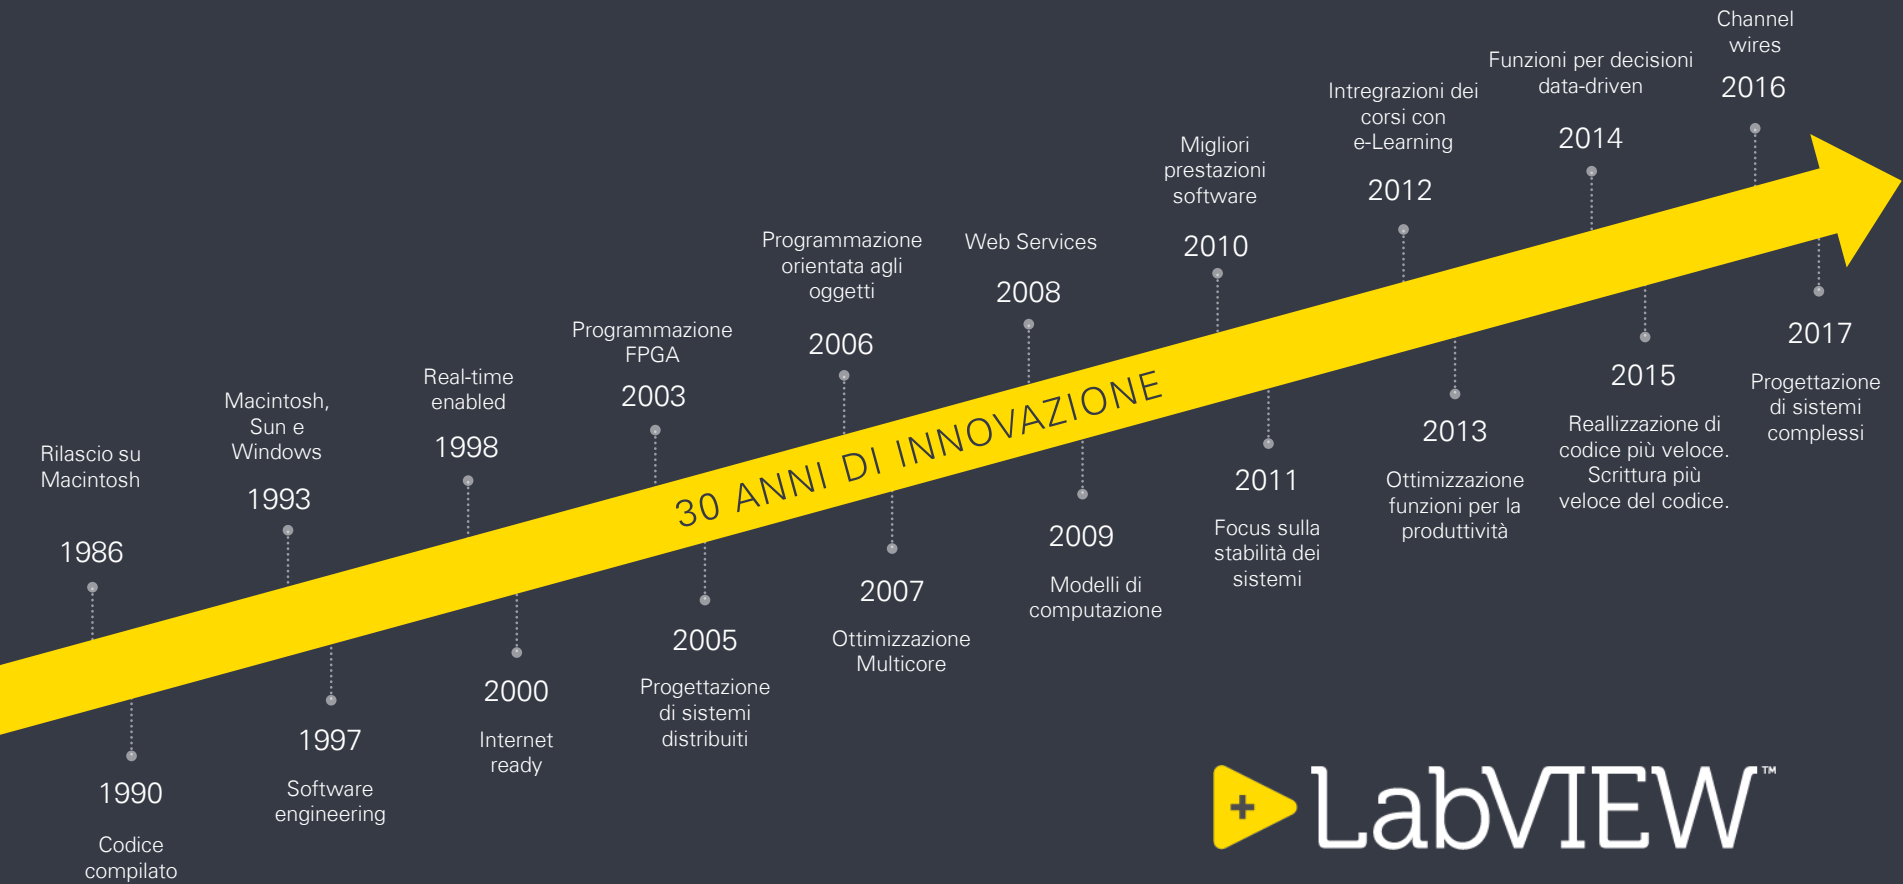 Rilascio su
Macintosh
1986
1990
Codice
compilato
Macintosh,
Sun e
Windows
1993
1997
Software
engineering
Real-time
enabled
1998
2000
Internet
ready
Programmazione
FPGA
2003
2005
Progettazione
di sistemi
distribuiti
Programmazione
orientata agli
oggetti
2006
2007
Ottimizzazione
Multicore
Web Services
2008
2009
Modelli di
computazione
Migliori
prestazioni
software
2010
2011
Focus sulla
stabilità dei
sistemi
Intregrazioni dei
corsi con
e-Learning
2012
2013
Ottimizzazione
funzioni per la
produttività
Funzioni per decisioni
data-driven
2014
2015
Reallizzazione di
codice più veloce.
Scrittura più
veloce del codice.
Channel
wires
2016
2017
Progettazione
di sistemi
complessi
30 ANNI DI INNOVAZIONE
LabVIEW™